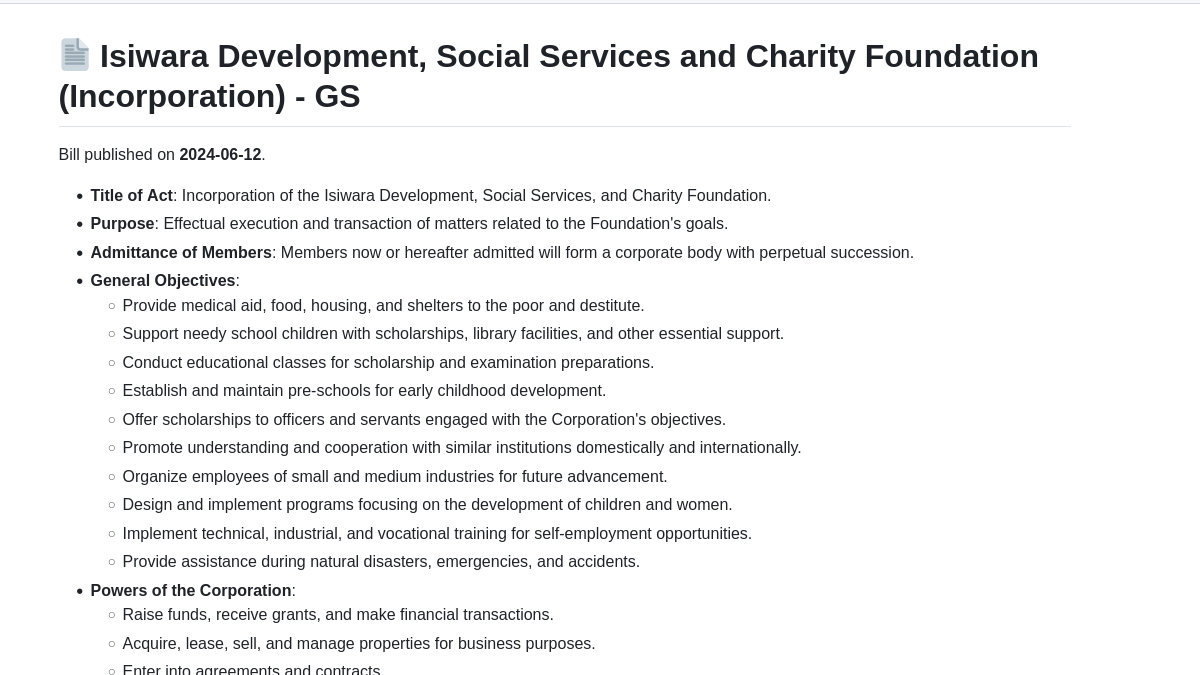 Isiwara Development, Social Services and Charity Foundation
(Incorporation) - GS
Bill published on 2024-06-12.
Title of Act: Incorporation of the Isiwara Development, Social Services, and Charity Foundation.
Purpose: Effectual execution and transaction of matters related to the Foundation's goals.
Admittance of Members: Members now or hereafter admitted will form a corporate body with perpetual succession.
General Objectives:
Provide medical aid, food, housing, and shelters to the poor and destitute.
Support needy school children with scholarships, library facilities, and other essential support.
Conduct educational classes for scholarship and examination preparations.
Establish and maintain pre-schools for early childhood development.
Offer scholarships to officers and servants engaged with the Corporation's objectives.
Promote understanding and cooperation with similar institutions domestically and internationally.
Organize employees of small and medium industries for future advancement.
Design and implement programs focusing on the development of children and women.
Implement technical, industrial, and vocational training for self-employment opportunities.
Provide assistance during natural disasters, emergencies, and accidents.
Powers of the Corporation:
Raise funds, receive grants, and make financial transactions.
Acquire, lease, sell, and manage properties for business purposes.
Enter into agreements and contracts